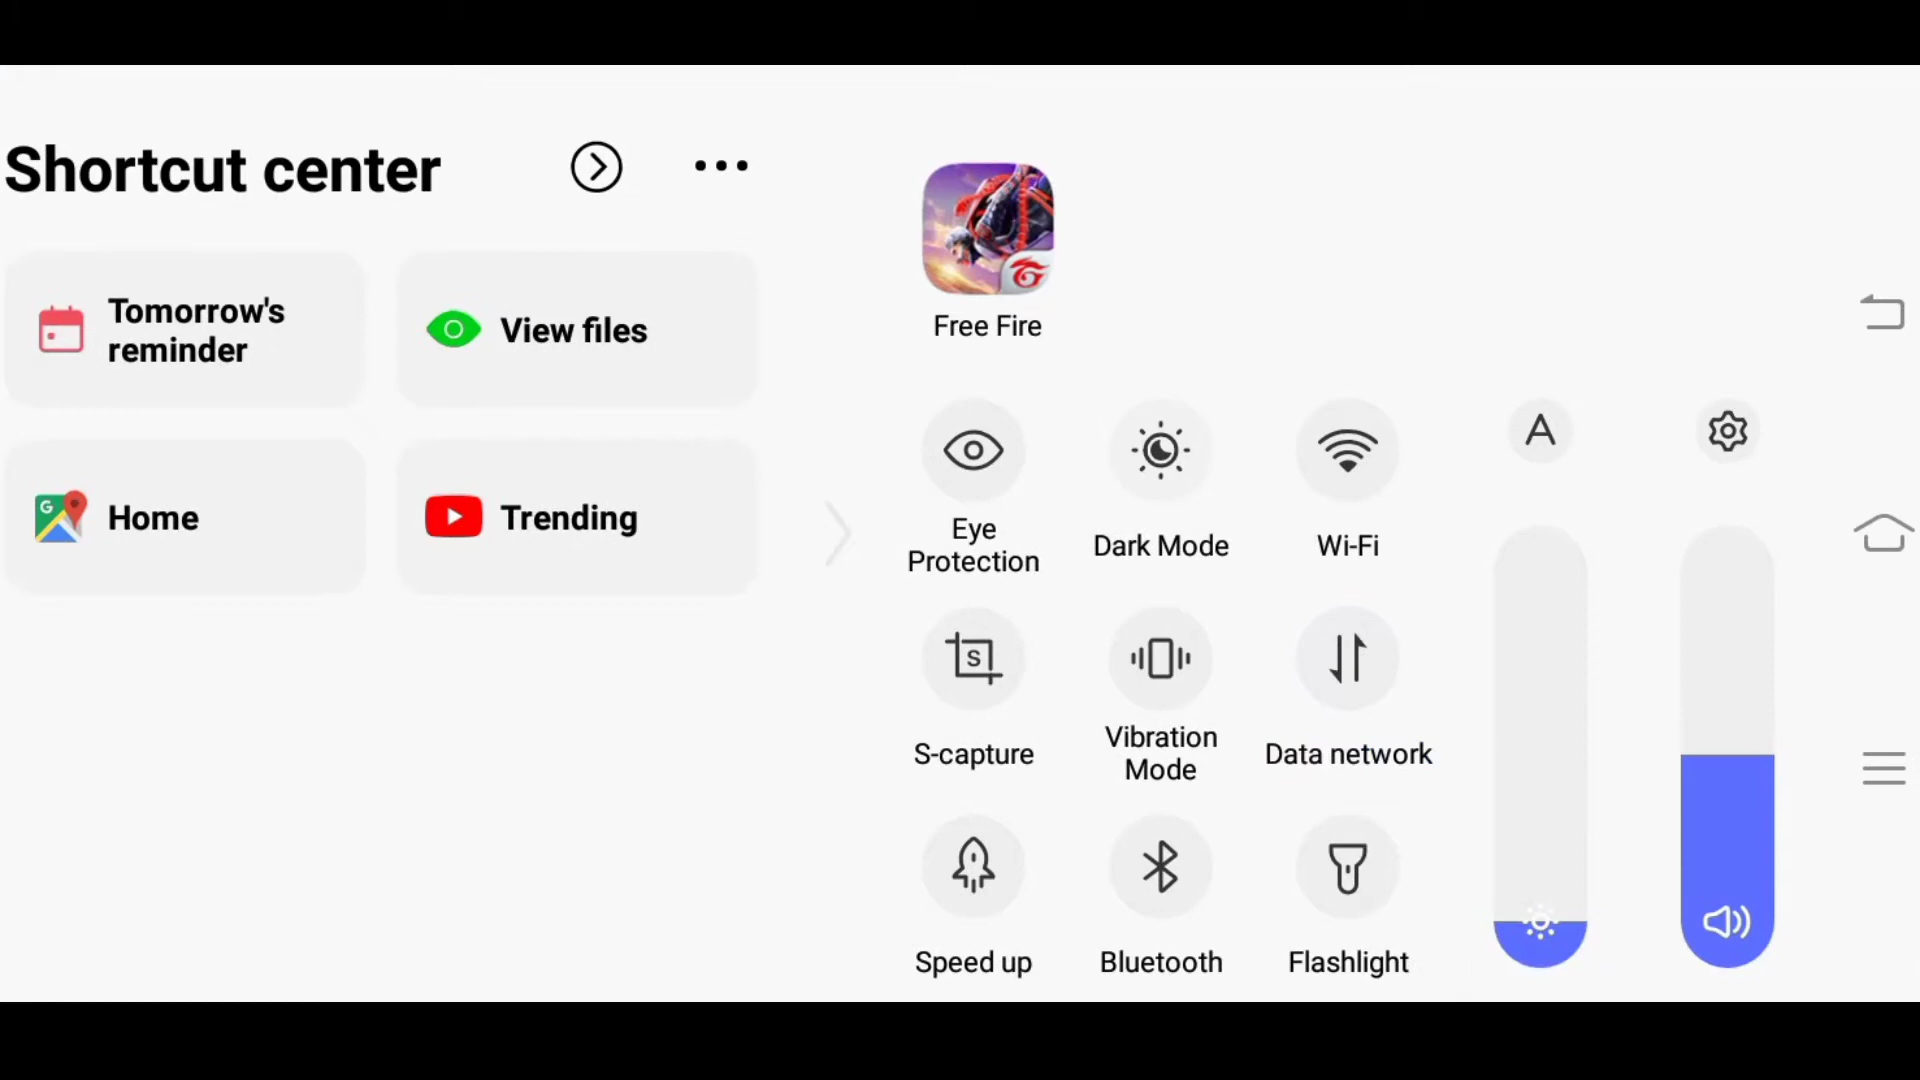 Shortcut center
Tomorrow's
reminder
View files
Home
Trending
Free Fire
Eye
Protection
Dark Mode
Wi-Fi
A
S
S-capture
Vibration
Mode
Data network
Speed up
Bluetooth
Flashlight